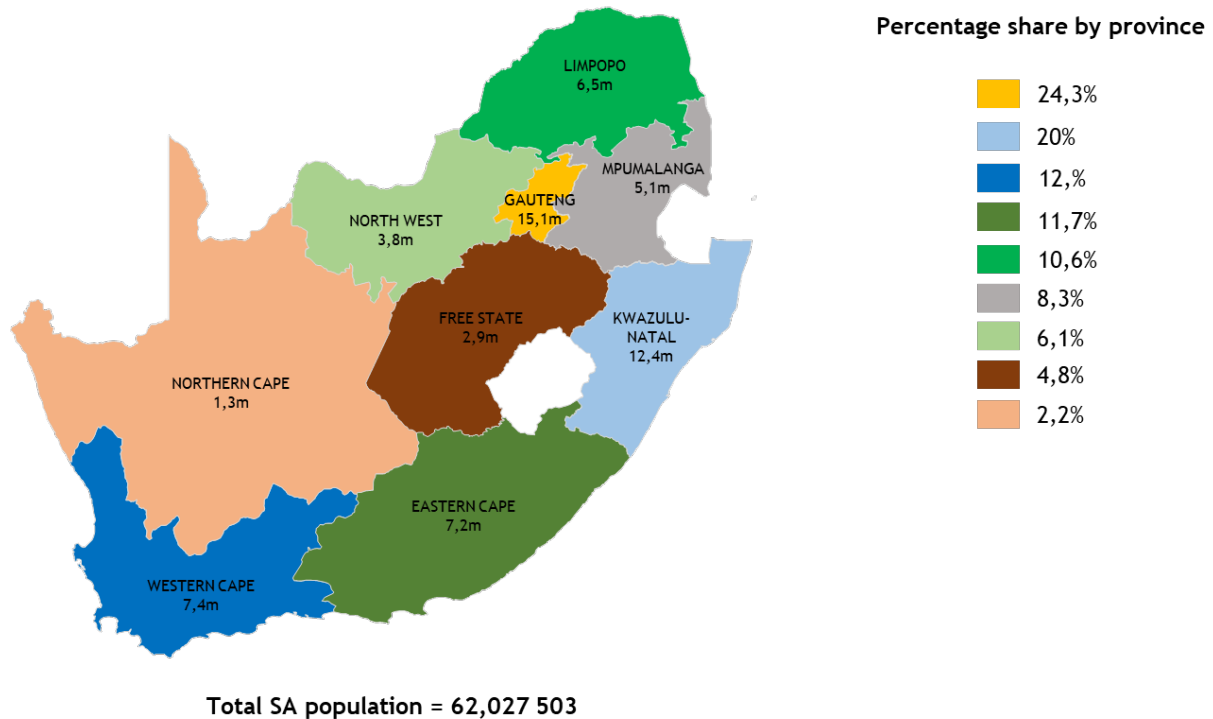 Percentage share by province
24,3%
20%
12,%
11,7%
10,6%
8,3%
6,1%
4,8%
2,2%
LIMPOPO
6,5m
MPUMALANGA
5,1m
GAUTENG
15,1m
NORTH WEST
3,8m
FREE STATE
2,9m
KWAZULU-
NATAL
12,4m
NORTHERN CAPE
1,3m
EASTERN CAPE
7,2m
WESTERN CAPE
7,4m
Total SA population = 62,027 503